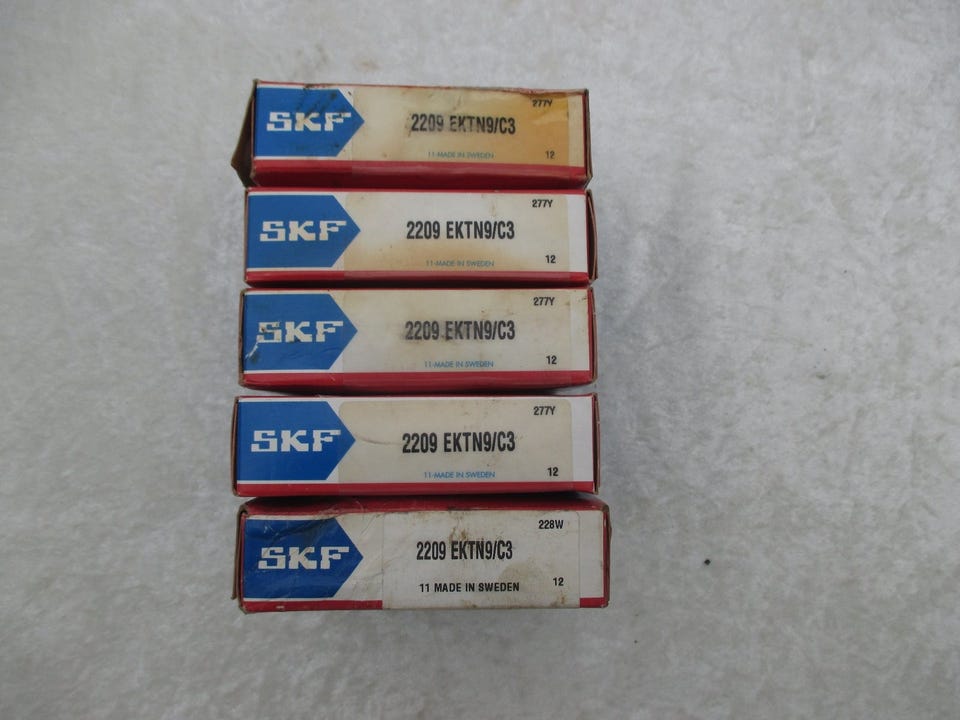 277Y
SKF 2209 EKTN9/C3
11-MADE IN SWEDEN 12
277Y
SKF 2209 EKTN9/C3
11-MADE IN SWEDEN 12
277Y
SKF 2209 EKTN9/C3
11-MADE IN SWEDEN 12
277Y
SKF 2209 EKTN9/C3
11-MADE IN SWEDEN 12
228W
SKF 2209 EKTN9/C3
11 MADE IN SWEDEN 12